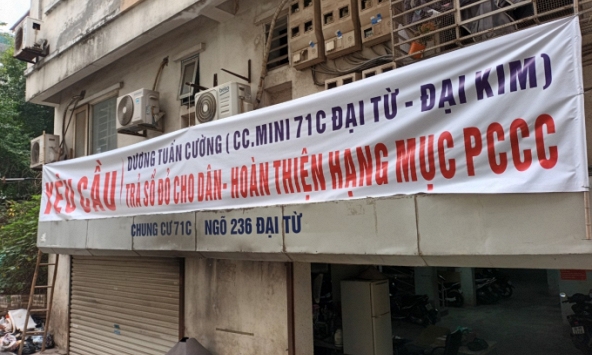 YÊU CẦU
DƯƠNG TUẤN CƯỜNG (CC.MINI 71C ĐẠI TỪ - ĐẠI KIM)
TRẢ SỔ ĐỎ CHO DÂN- HOÀN THIỆN HẠNG MỤC PCCC
CHUNG CƯ 71C NGÕ 236 ĐẠI TỪ